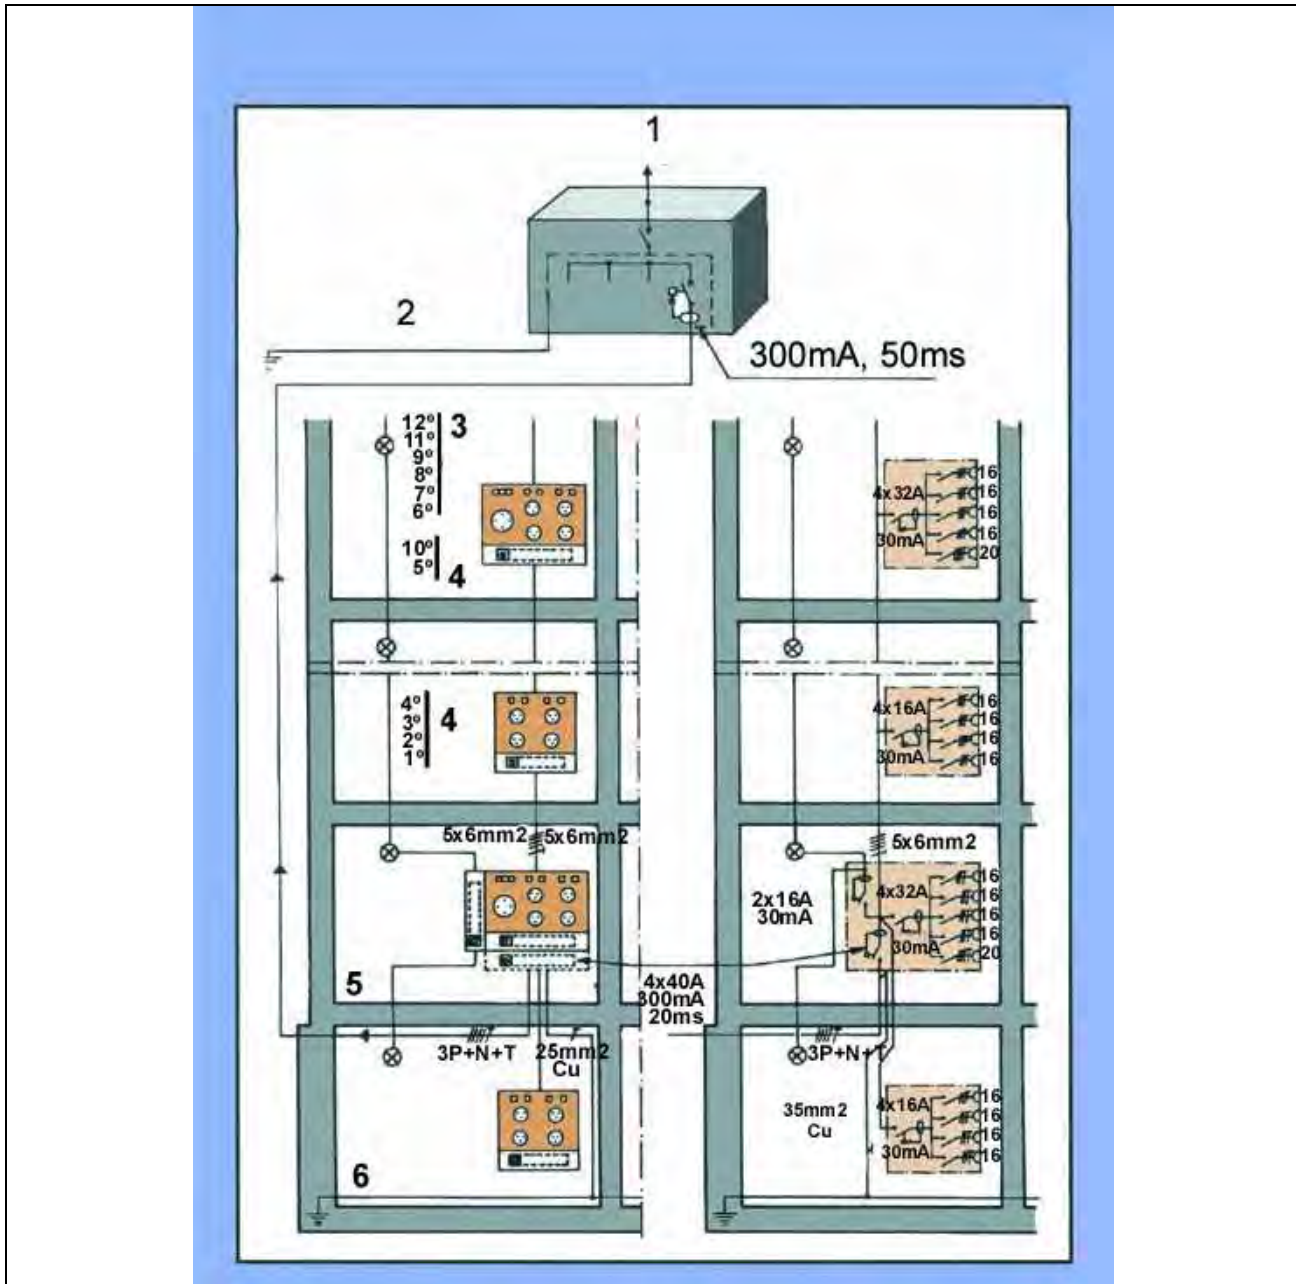 1
2
300mA, 50ms
12º
11º
9º
8º
7º
6º
3
10º
5º
4
4x32A
30mA
16
16
16
16
20
4º
3º
2º
1º
4
4x16A
30mA
16
16
16
16
5x6mm2
5x6mm2
5x6mm2
2x16A
30mA
4x32A
30mA
16
16
16
16
20
5
4x40A
300mA
20ms
3P+N+T
25mm2
Cu
3P+N+T
6
35mm2
Cu
4x16A
30mA
16
16
16
16